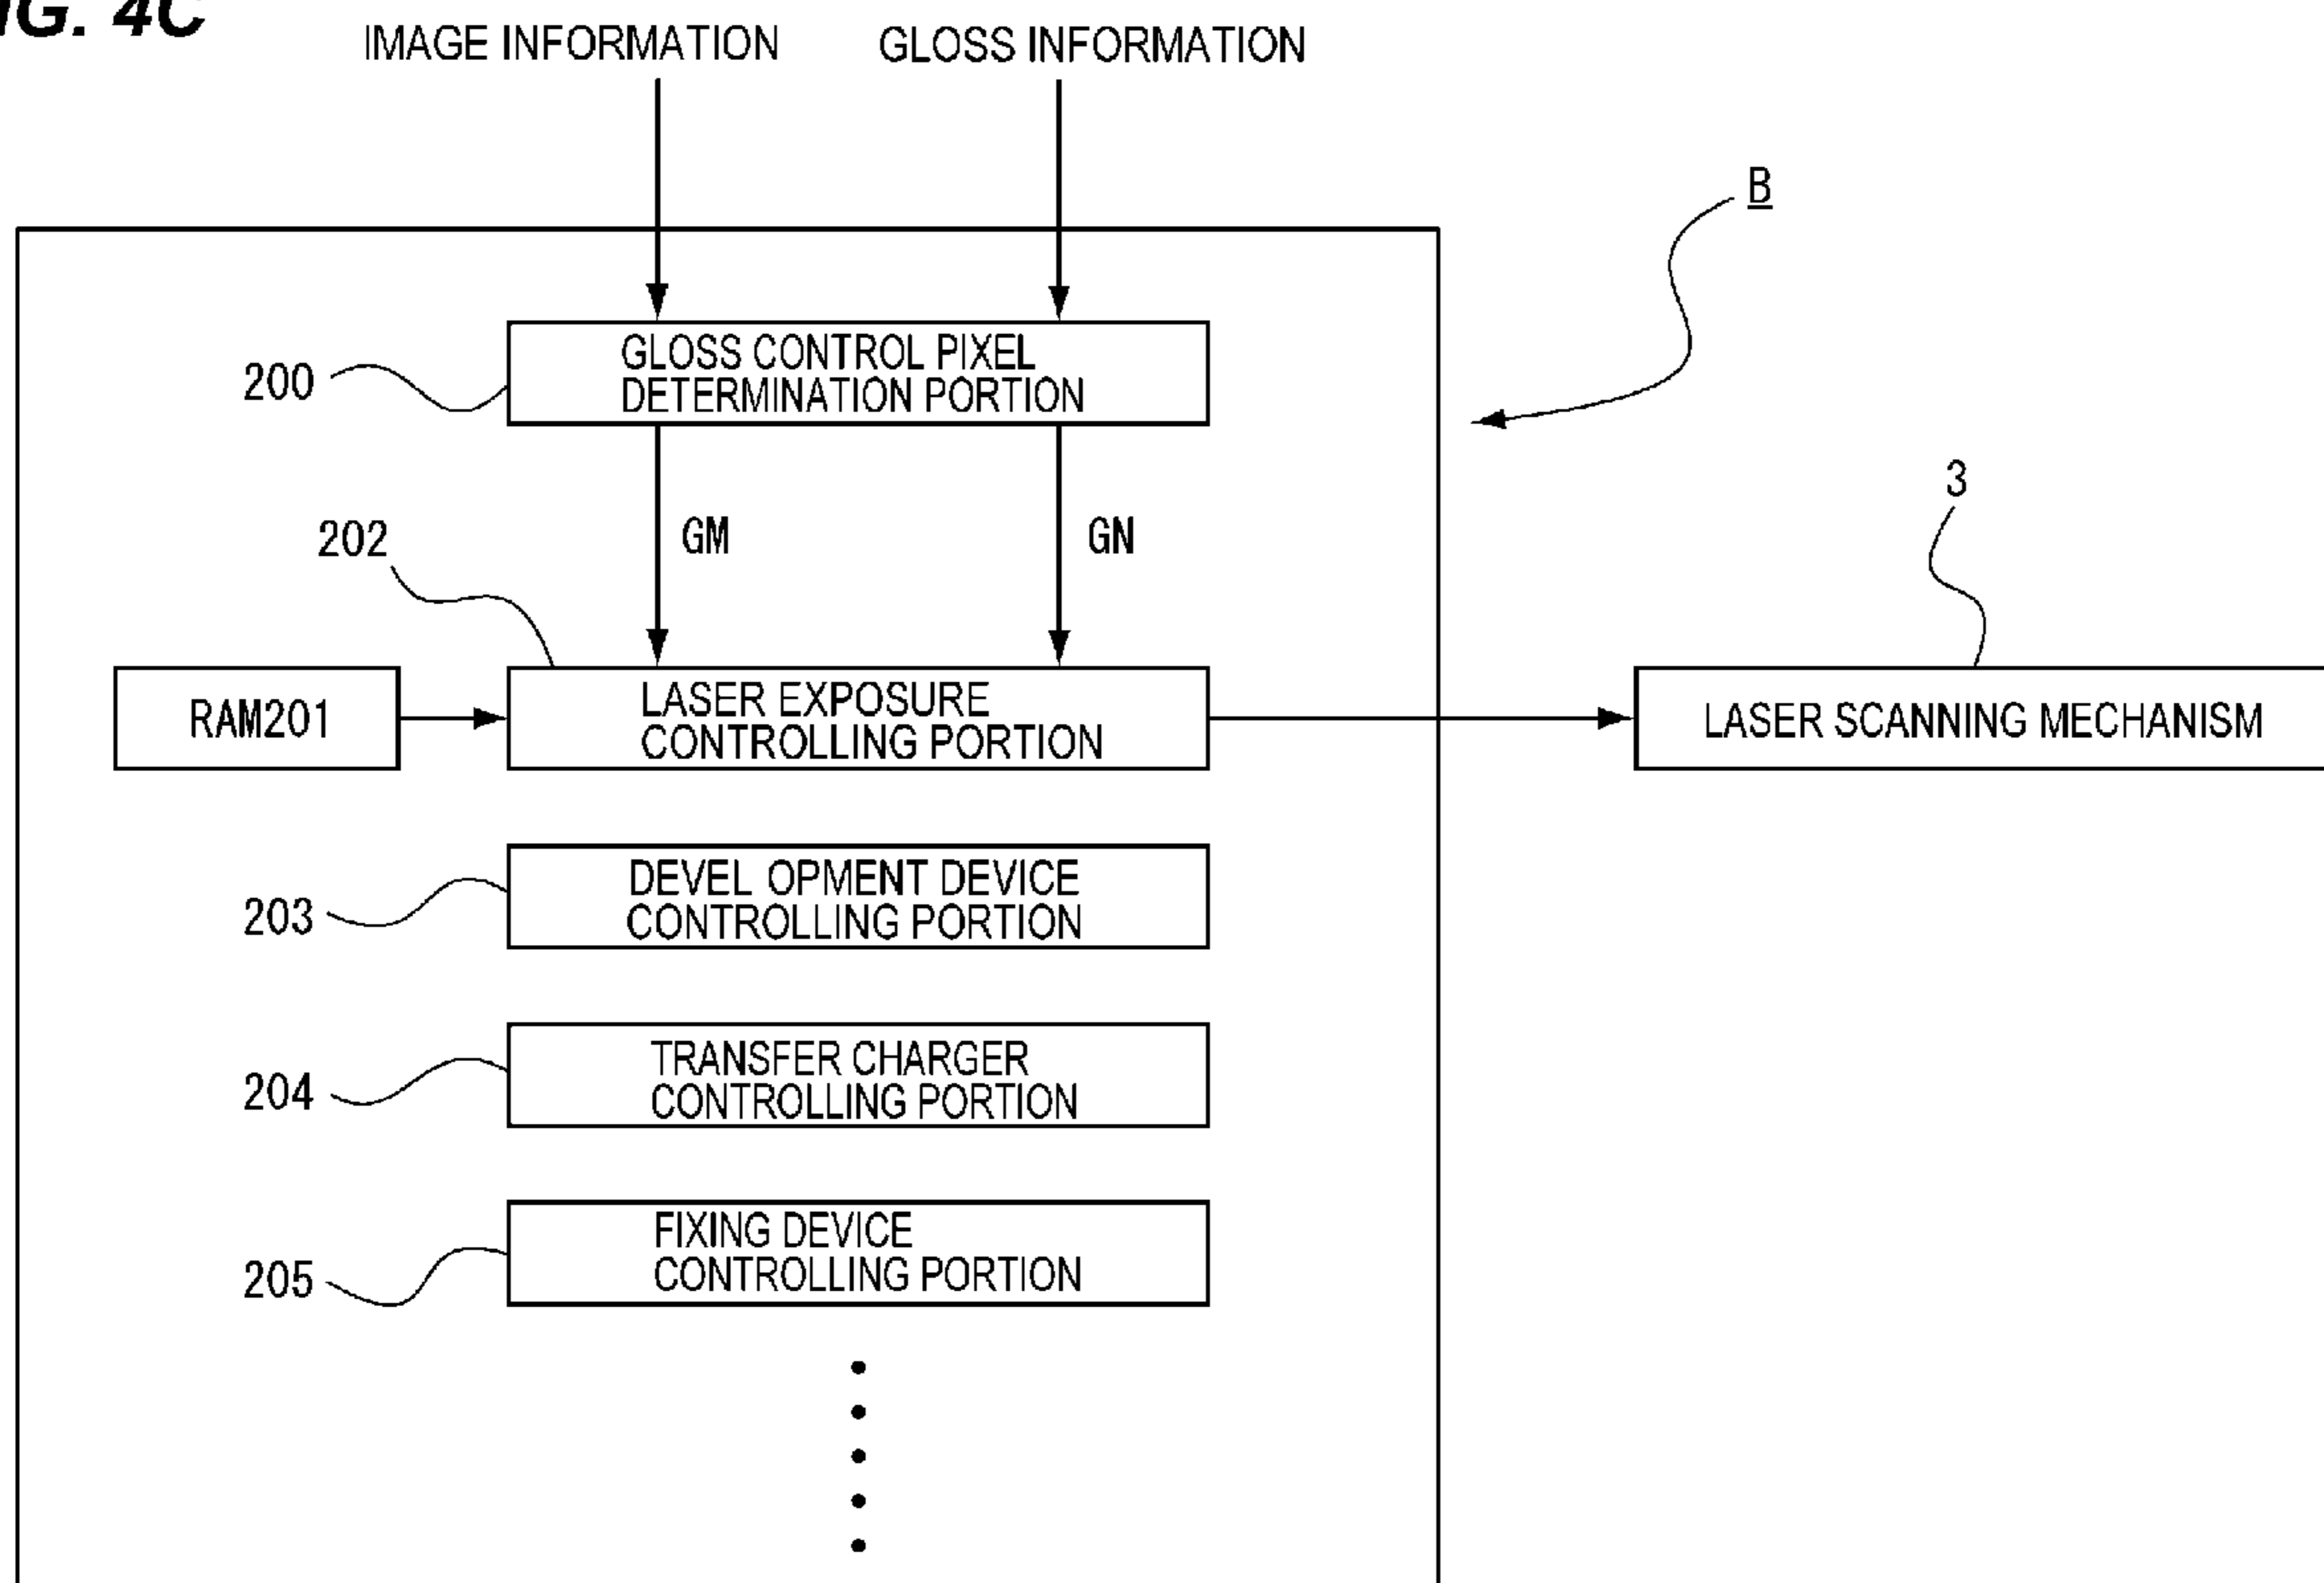 G. 4C
IMAGE INFORMATION
GLOSS INFORMATION
B
200
GLOSS CONTROL PIXEL
DETERMINATION PORTION
3
202
GM
GN
RAM201
LASER EXPOSURE
CONTROLLING PORTION
LASER SCANNING MECHANISM
203
DEVEL OPMENT DEVICE
CONTROLLING PORTION
204
TRANSFER CHARGER
CONTROLLING PORTION
205
FIXING DEVICE
CONTROLLING PORTION